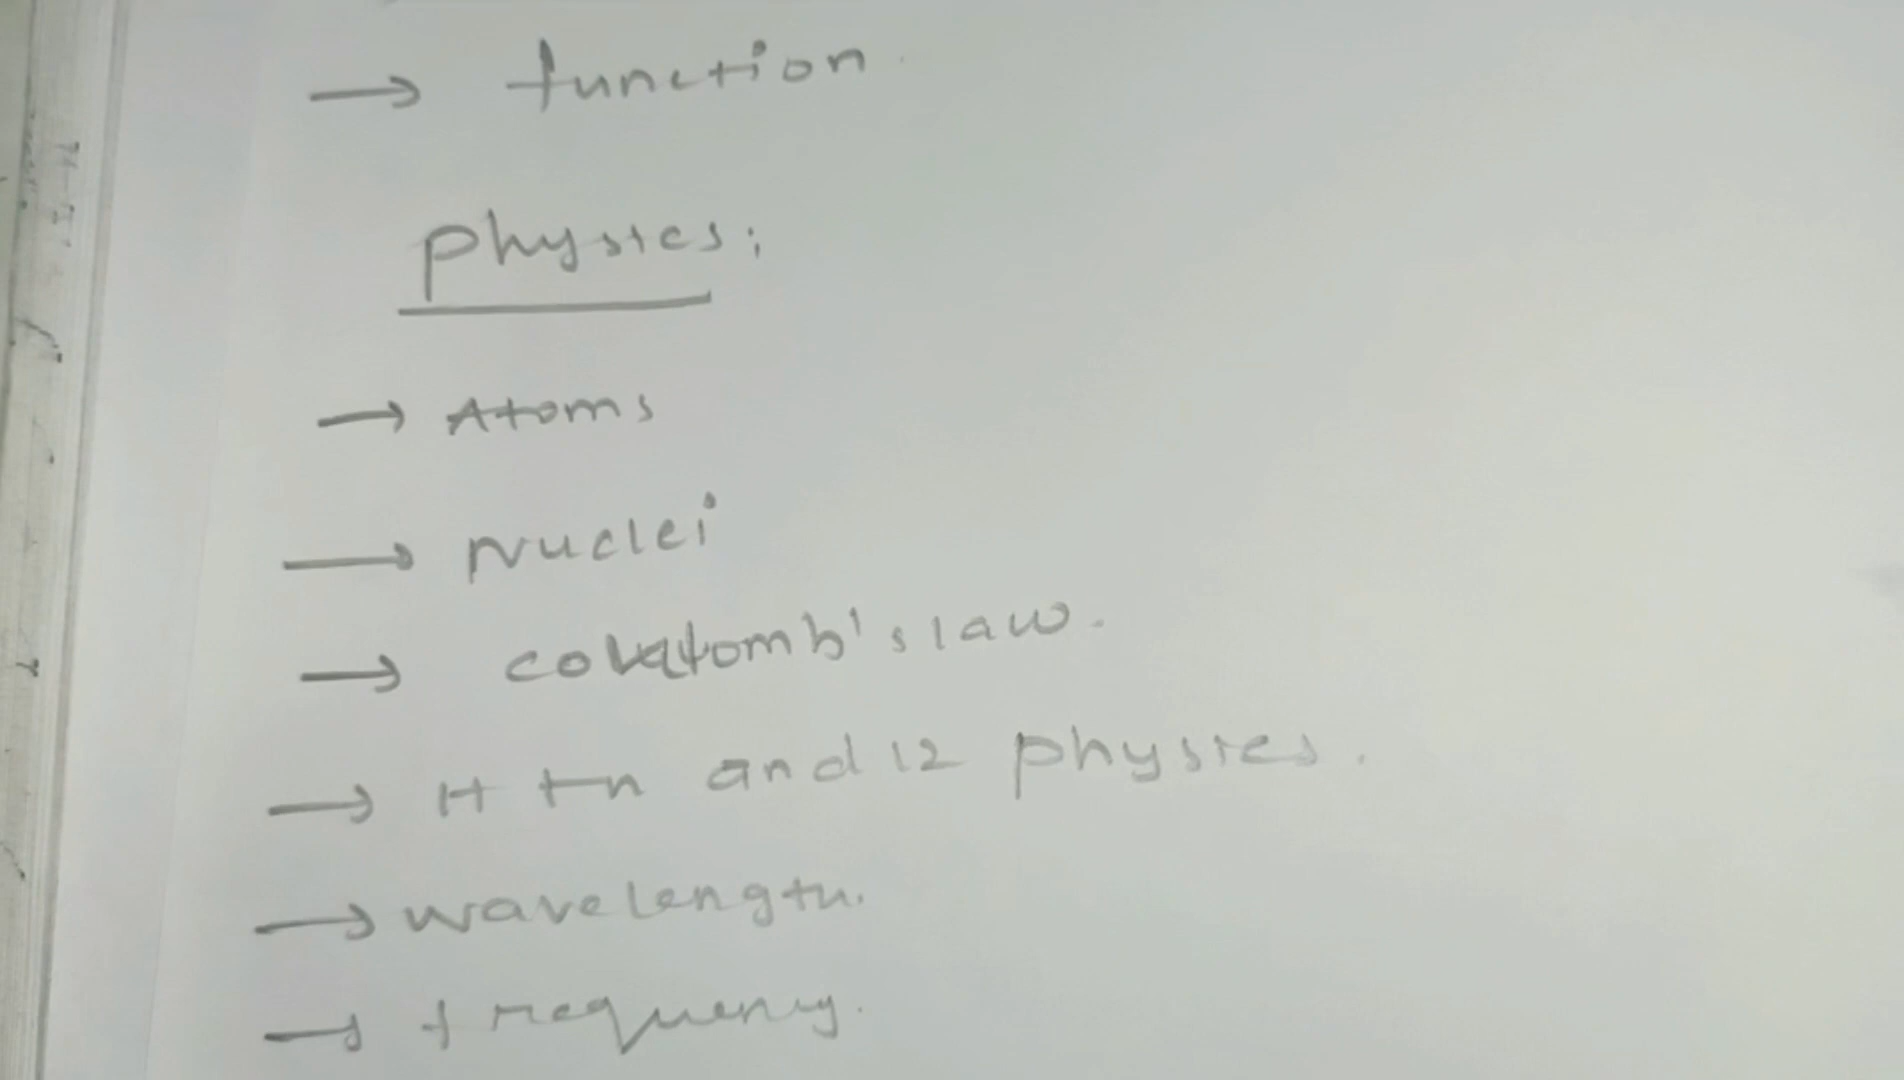 → function.
physics:
→ Atoms
→ Nuclei
→ coulomb's law.
→ 11 th and 12 physics.
→ wavelength.
→ frequency.